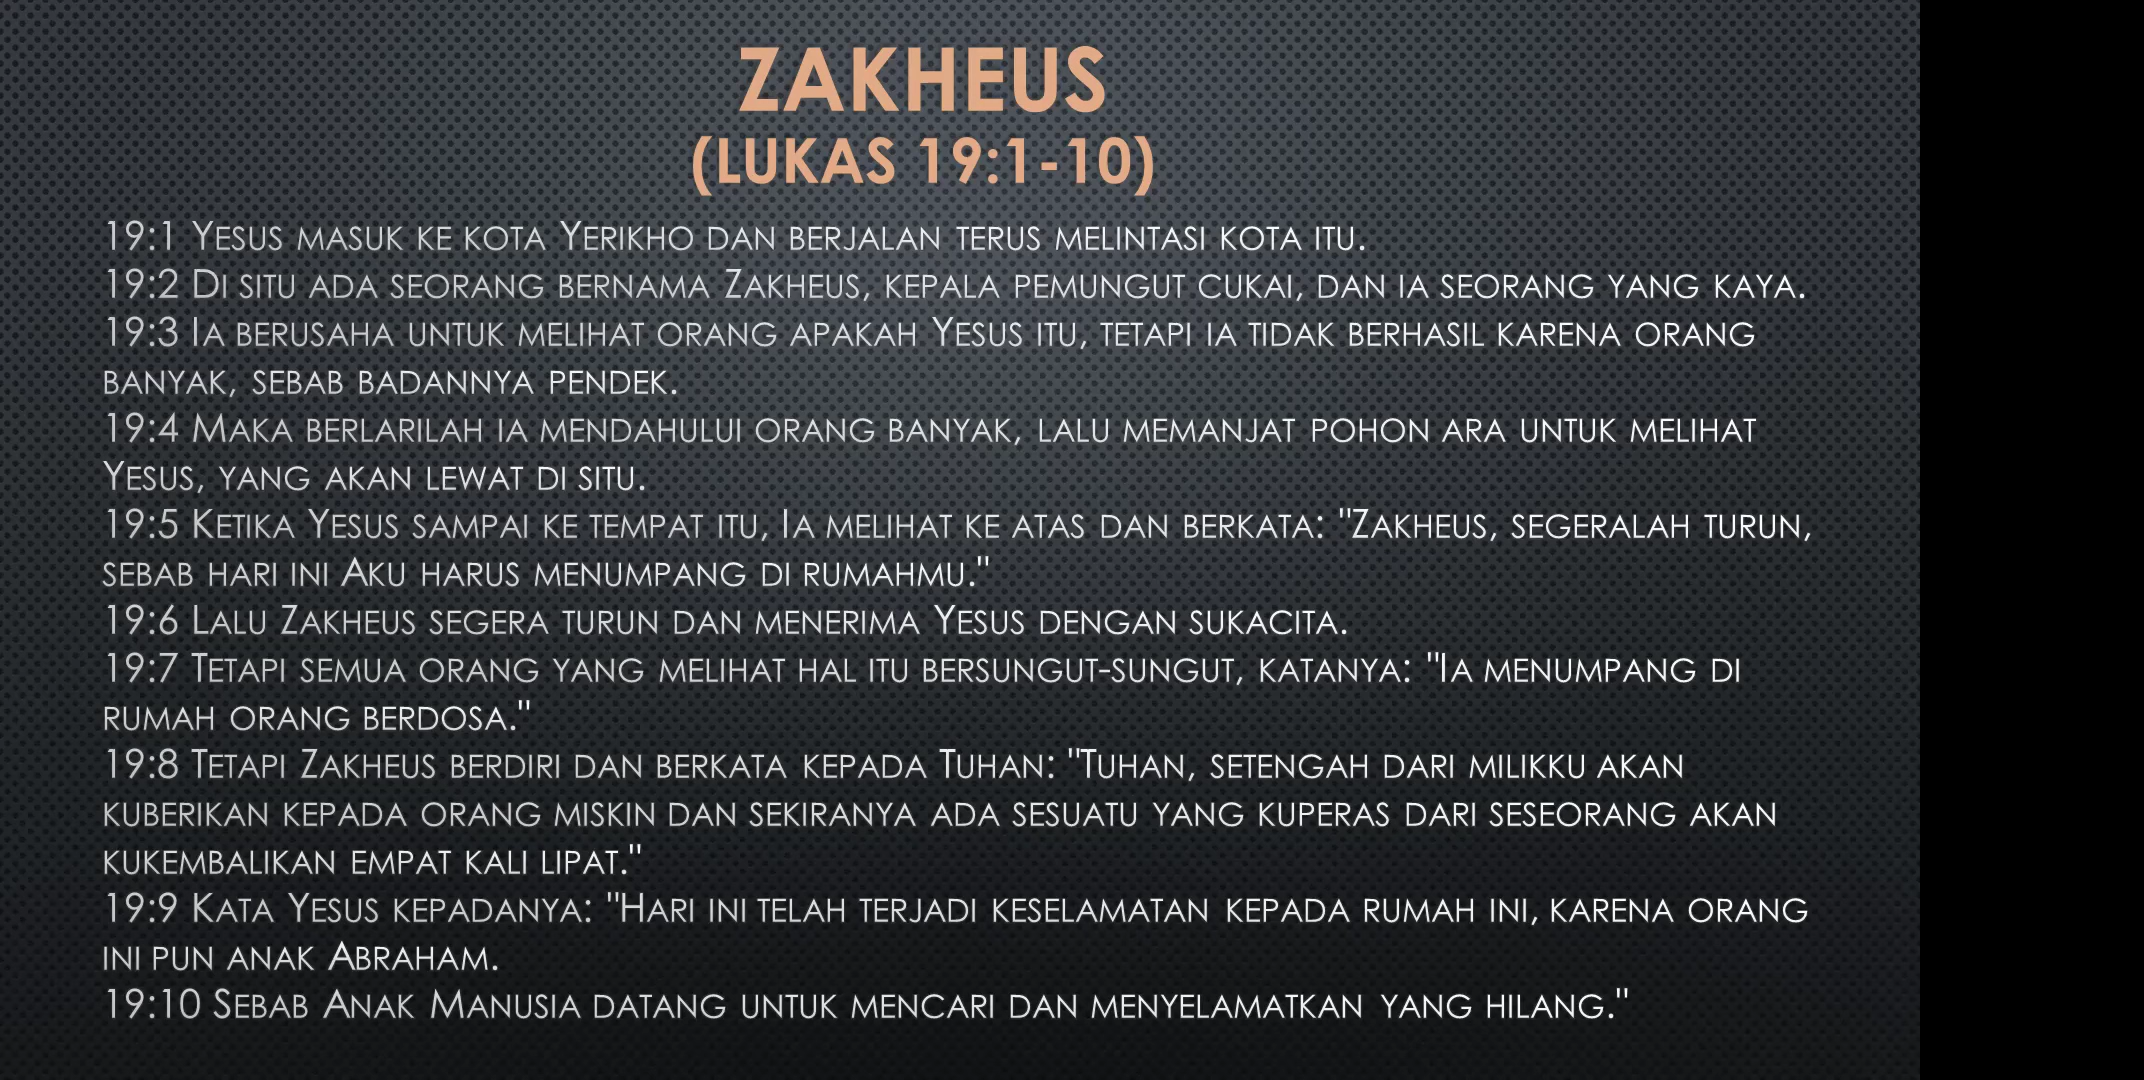 ZAKHEUS
(LUKAS 19:1-10)
19:1 Yesus masuk ke kota Yerikho dan berjalan terus melintasi kota itu.
19:2 Di situ ada seorang bernama Zakheus, kepala pemungut cukai, dan ia seorang yang kaya.
19:3 Ia berusaha untuk melihat orang apakah Yesus itu, tetapi ia tidak berhasil karena orang
banyak, sebab badannya pendek.
19:4 Maka berlarilah ia mendahului orang banyak, lalu memanjat pohon ara untuk melihat
Yesus, yang akan lewat di situ.
19:5 Ketika Yesus sampai ke tempat itu, Ia melihat ke atas dan berkata: "Zakheus, segeralah turun,
sebab hari ini Aku harus menumpang di rumahmu."
19:6 Lalu Zakheus segera turun dan menerima Yesus dengan sukacita.
19:7 Tetapi semua orang yang melihat hal itu bersungut-sungut, katanya: "Ia menumpang di
rumah orang berdosa."
19:8 Tetapi Zakheus berdiri dan berkata kepada Tuhan: "Tuhan, setengah dari milikku akan
kuberikan kepada orang miskin dan sekiranya ada sesuatu yang kuperas dari seseorang akan
kukembalikan empat kali lipat."
19:9 Kata Yesus kepadanya: "Hari ini telah terjadi keselamatan kepada rumah ini, karena orang
ini pun anak Abraham.
19:10 Sebab Anak Manusia datang untuk mencari dan menyelamatkan yang hilang."